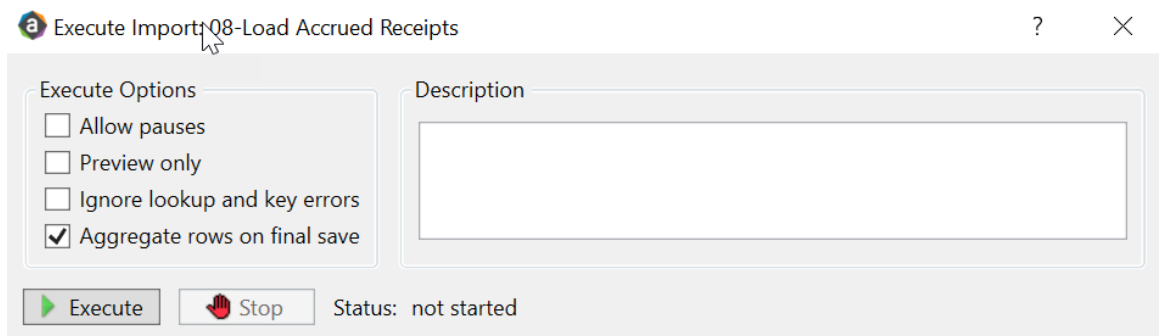 Execute Import: 08-Load Accrued Receipts
?
Execute Options
Allow pauses
Preview only
Ignore lookup and key errors
Aggregate rows on final save
Description
Execute
Stop
Status: not started